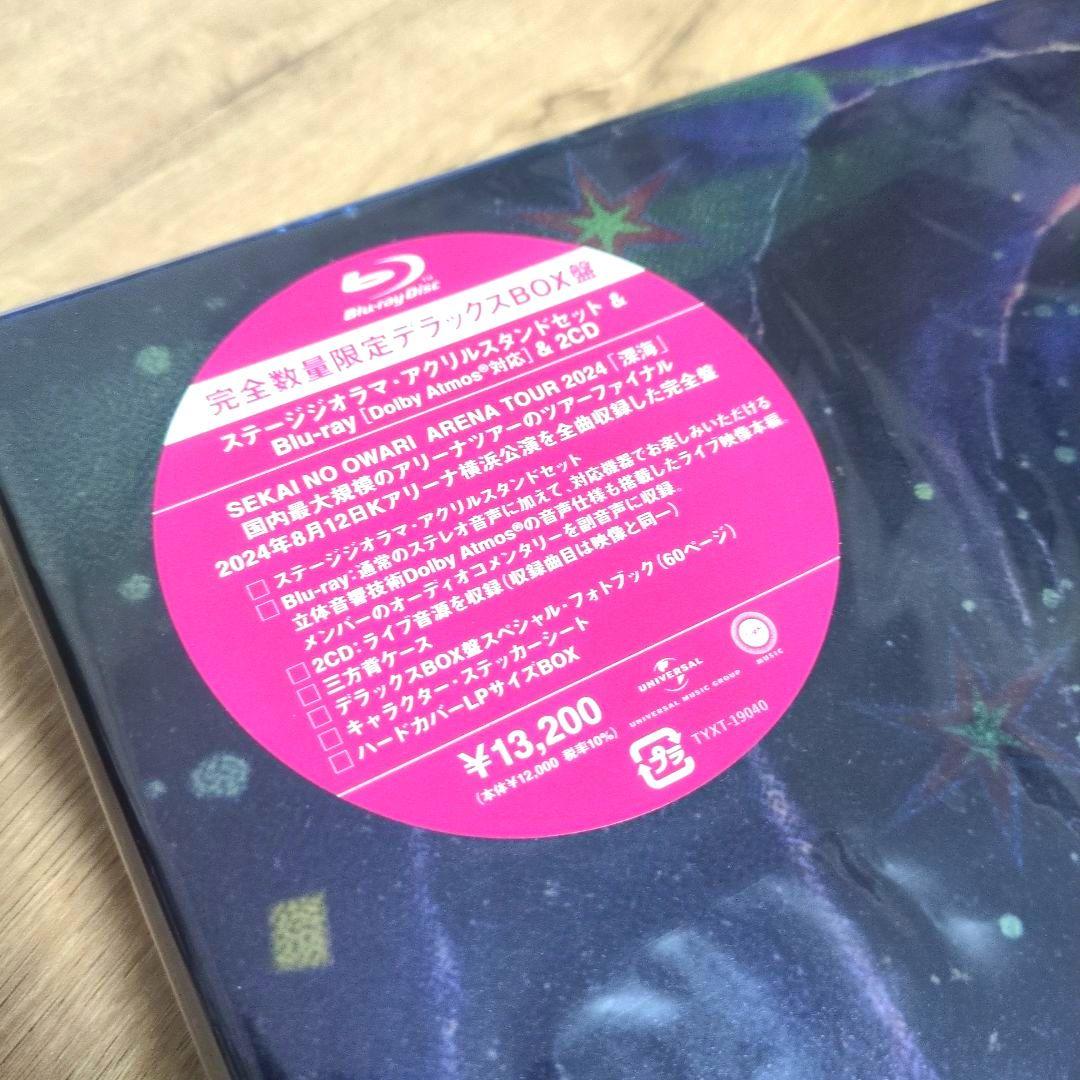 Blu-ray Disc™
完全数量限定デラックスBOX盤
ステージジオラマ・アクリルスタンドセット &
Blu-ray [Dolby Atmos®対応] & 2CD
SEKAI NO OWARI ARENA TOUR 2024「深海」
国内最大規模のアリーナツアーのツアーファイナル
2024年8月12日Kアリーナ横浜公演を全曲収録した完全盤
□ ステージジオラマ・アクリルスタンドセット
□ Blu-ray:通常のステレオ音声に加えて、対応機器でお楽しみいただける
立体音響技術Dolby Atmos®の音声仕様も搭載したライブ映像本編。
メンバーのオーディオコメンタリーを副音声に収録。
□ 2CD:ライブ音源を収録(収録曲目は映像と同一)
□ 三方背ケース
□ デラックスBOX盤スペシャル・フォトブック(60ページ)
□ キャラクター・ステッカーシート
□ ハードカバーLPサイズBOX
¥13,200
(本体¥12,000 税率10%)
UNIVERSAL
UNIVERSAL MUSIC GROUP
MUSIC
プラ
TYXT-19040